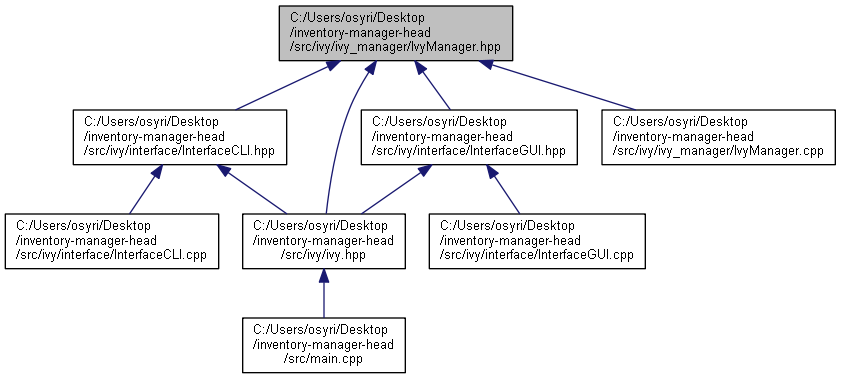 C:/Users/osyri/Desktop
/inventory-manager-head
/src/ivy/ivy_manager/IvyManager.hpp
C:/Users/osyri/Desktop
/inventory-manager-head
/src/ivy/interface/InterfaceCLI.hpp
C:/Users/osyri/Desktop
/inventory-manager-head
/src/ivy/interface/InterfaceGUI.hpp
C:/Users/osyri/Desktop
/inventory-manager-head
/src/ivy/ivy_manager/IvyManager.cpp
C:/Users/osyri/Desktop
/inventory-manager-head
/src/ivy/interface/InterfaceCLI.cpp
C:/Users/osyri/Desktop
/inventory-manager-head
/src/ivy/ivy.hpp
C:/Users/osyri/Desktop
/inventory-manager-head
/src/ivy/interface/InterfaceGUI.cpp
C:/Users/osyri/Desktop
/inventory-manager-head
/src/main.cpp